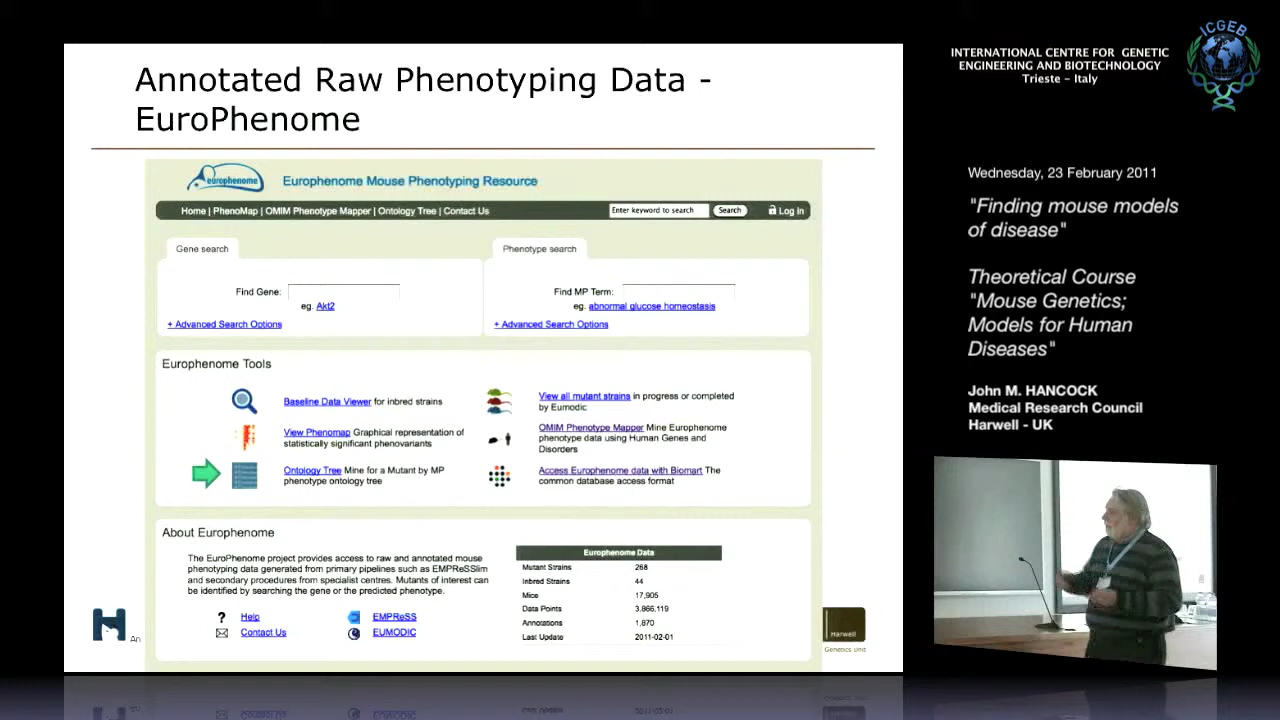 Annotated Raw Phenotyping Data -
EuroPhenome
europhenome
Europhenome Mouse Phenotyping Resource
Home | PhenoMap | OMIM Phenotype Mapper | Ontology Tree | Contact Us
Enter keyword to search
Search
Log in
Gene search
Find Gene:
eg. Akt2
+ Advanced Search Options
Phenotype search
Find MP Term:
eg. abnormal glucose homeostasis
+ Advanced Search Options
Europhenome Tools
Baseline Data Viewer for inbred strains
View Phenomap Graphical representation of
statistically significant phenovariants
Ontology Tree Mine for a Mutant by MP
phenotype ontology tree
View all mutant strains in progress or completed
by Eumodic
OMIM Phenotype Mapper Mine Europhenome
phenotype data using Human Genes and
Disorders
Access Europhenome data with Biomart The
common database access format
About Europhenome
The EuroPhenome project provides access to raw and annotated mouse
phenotyping data generated from primary pipelines such as EMPReSSlim
and secondary procedures from specialist centres. Mutants of interest can
be identified by searching the gene or the predicted phenotype.
? Help
Contact Us
EMPReSS
EUMODIC
Europhenome Data
Mutant Strains 268
Inbred Strains 44
Mice 17,905
Data Points 3,866,119
Annotations 1,870
Last Update 2011-02-01
H
An
Harwell
Genetics Unit
INTERNATIONAL CENTRE FOR GENETIC
ENGINEERING AND BIOTECHNOLOGY
Trieste – Italy
ICGEB
Wednesday, 23 February 2011
"Finding mouse models
of disease"
Theoretical Course
"Mouse Genetics;
Models for Human
Diseases"
John M. HANCOCK
Medical Research Council
Harwell - UK